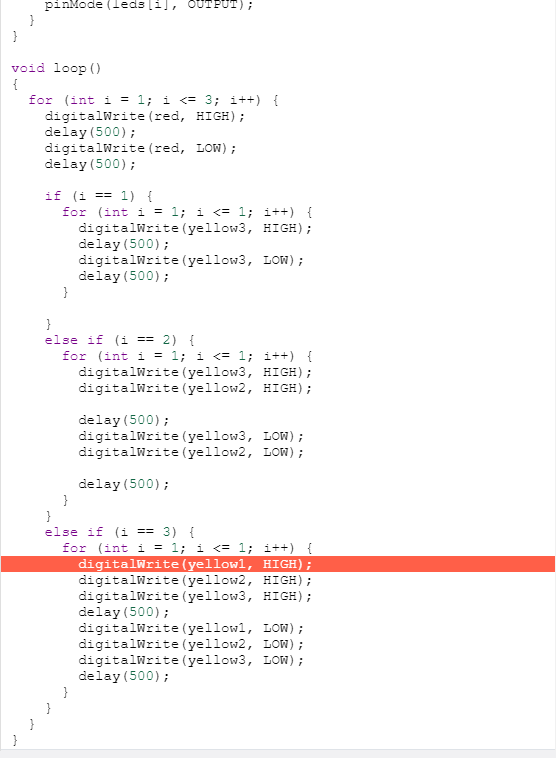 pinMode(leds[i], OUTPUT);
}
}
void loop()
{
for (int i = 1; i <= 3; i++) {
digitalWrite(red, HIGH);
delay(500);
digitalWrite(red, LOW);
delay(500);
if (i == 1) {
for (int i = 1; i <= 1; i++) {
digitalWrite(yellow3, HIGH);
delay(500);
digitalWrite(yellow3, LOW);
delay(500);
}
}
else if (i == 2) {
for (int i = 1; i <= 1; i++) {
digitalWrite(yellow3, HIGH);
digitalWrite(yellow2, HIGH);
delay(500);
digitalWrite(yellow3, LOW);
digitalWrite(yellow2, LOW);
delay(500);
}
}
else if (i == 3) {
for (int i = 1; i <= 1; i++) {
digitalWrite(yellow1, HIGH);
digitalWrite(yellow2, HIGH);
digitalWrite(yellow3, HIGH);
delay(500);
digitalWrite(yellow1, LOW);
digitalWrite(yellow2, LOW);
digitalWrite(yellow3, LOW);
delay(500);
}
}
}
}